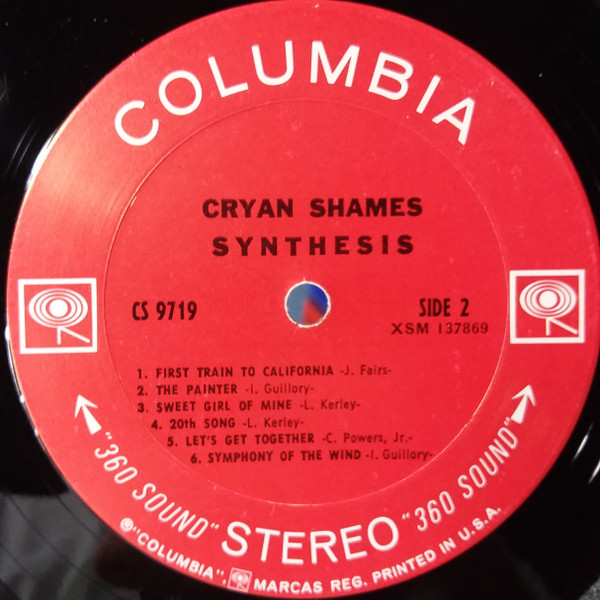 COLUMBIA
CRYAN SHAMES
SYNTHESIS
CS 9719
SIDE 2
XSM 137869
1. FIRST TRAIN TO CALIFORNIA -J. Fairs-
2. THE PAINTER -I. Guillory-
3. SWEET GIRL OF MINE -L. Kerley-
4. 20th SONG -L. Kerley-
5. LET'S GET TOGETHER -C. Powers, Jr.-
6. SYMPHONY OF THE WIND -I. Guillory-
"360 SOUND" STEREO "360 SOUND"
℗"COLUMBIA", MARCAS REG. PRINTED IN U.S.A.